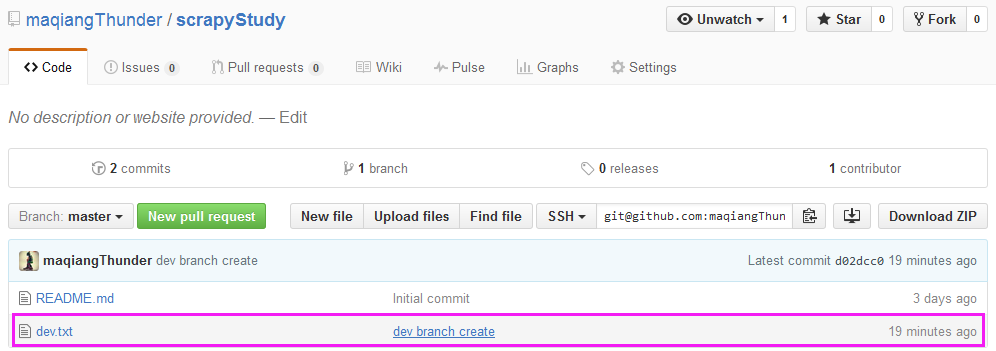 maqiangThunder / scrapyStudy Unwatch 1 Star 0 Fork 0
Code Issues 0 Pull requests 0 Wiki Pulse Graphs Settings
No description or website provided. — Edit
2 commits 1 branch 0 releases 1 contributor
Branch: master New pull request New file Upload files Find file SSH git@github.com:maqiangThun Download ZIP
maqiangThunder dev branch create Latest commit d02dcc0 19 minutes ago
README.md Initial commit 3 days ago
dev.txt dev branch create 19 minutes ago